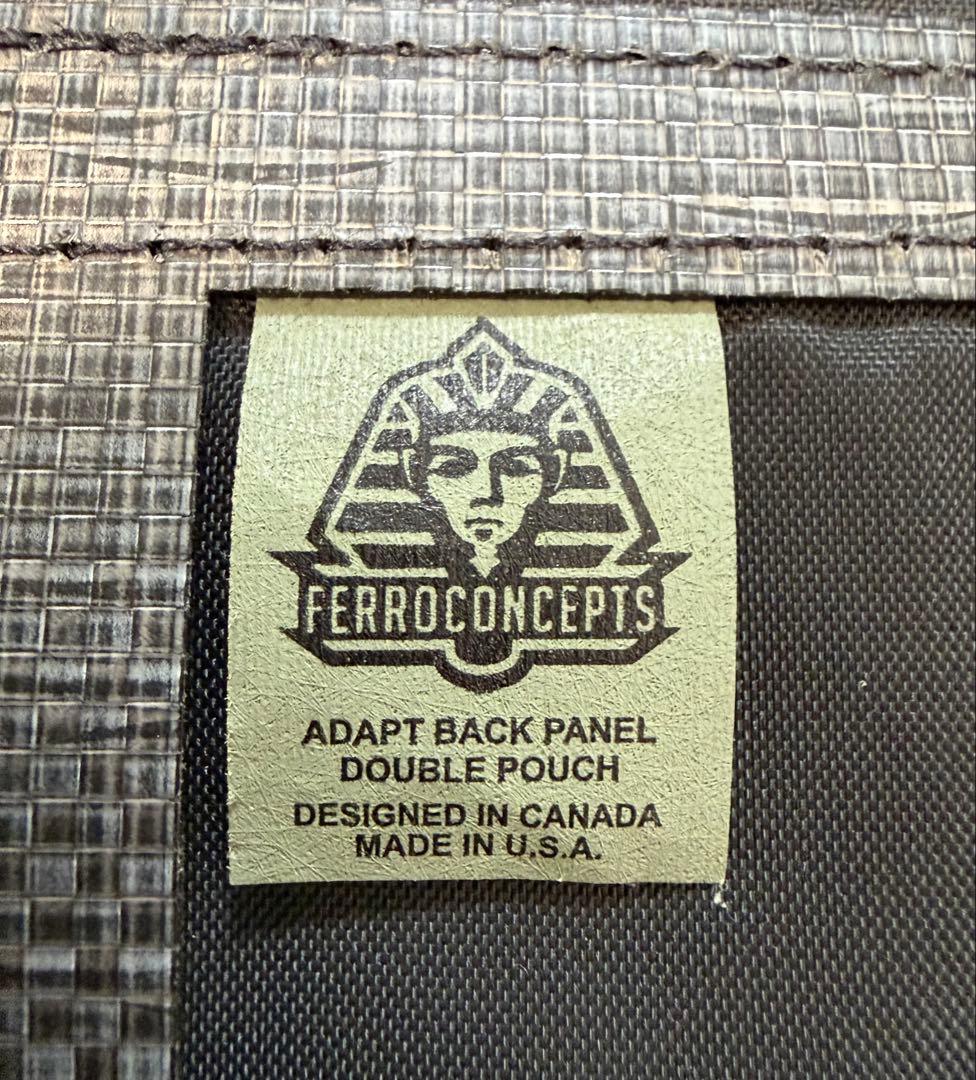 FERROCONCEPTS
ADAPT BACK PANEL
DOUBLE POUCH
DESIGNED IN CANADA
MADE IN U.S.A.